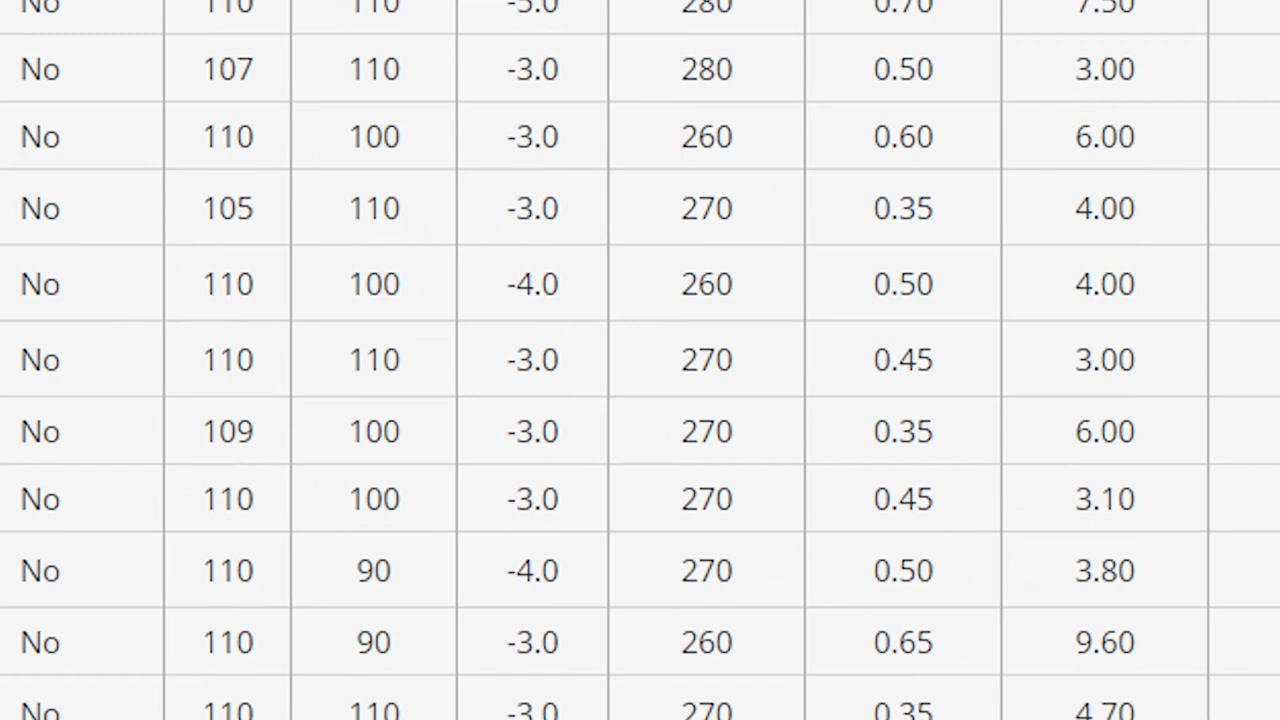 No 110 110 -5.0 280 0.70 7.50
No 107 110 -3.0 280 0.50 3.00
No 110 100 -3.0 260 0.60 6.00
No 105 110 -3.0 270 0.35 4.00
No 110 100 -4.0 260 0.50 4.00
No 110 110 -3.0 270 0.45 3.00
No 109 100 -3.0 270 0.35 6.00
No 110 100 -3.0 270 0.45 3.10
No 110 90 -4.0 270 0.50 3.80
No 110 90 -3.0 260 0.65 9.60
No 110 110 -3.0 270 0.35 4.70